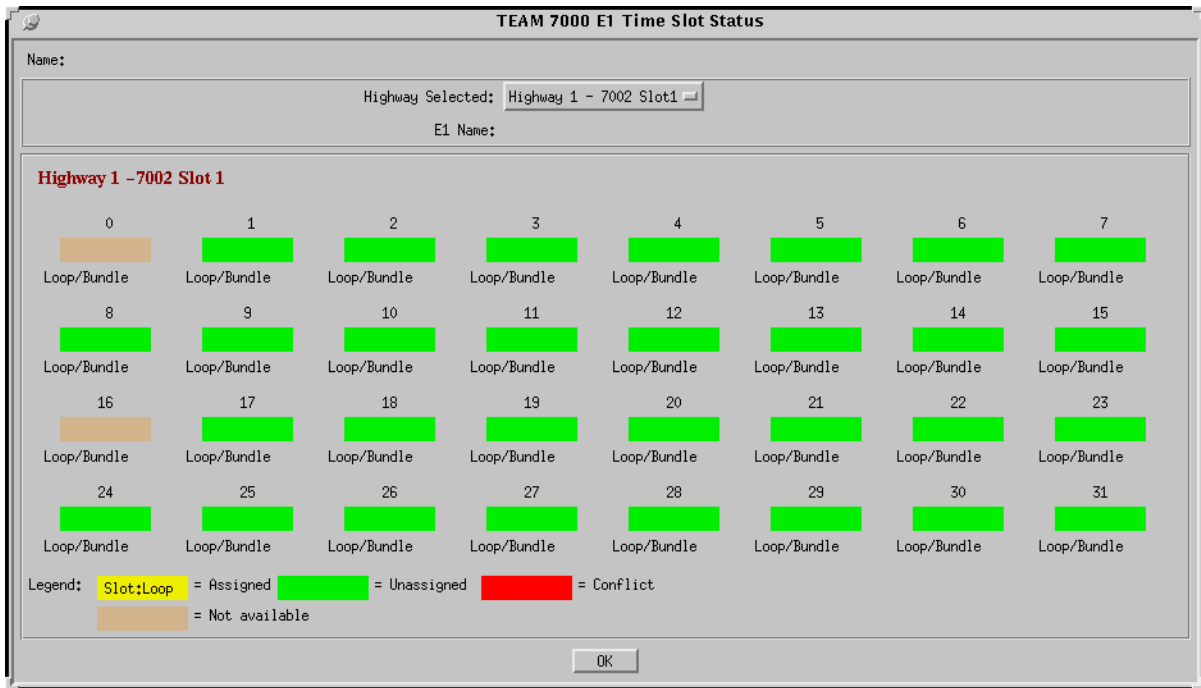 TEAM 7000 E1 Time Slot Status
Name:
Highway Selected: Highway 1 - 7002 Slot1
E1 Name:
Highway 1 -7002 Slot 1
0 1 2 3 4 5 6 7
Loop/Bundle Loop/Bundle Loop/Bundle Loop/Bundle Loop/Bundle Loop/Bundle Loop/Bundle Loop/Bundle
8 9 10 11 12 13 14 15
Loop/Bundle Loop/Bundle Loop/Bundle Loop/Bundle Loop/Bundle Loop/Bundle Loop/Bundle Loop/Bundle
16 17 18 19 20 21 22 23
Loop/Bundle Loop/Bundle Loop/Bundle Loop/Bundle Loop/Bundle Loop/Bundle Loop/Bundle Loop/Bundle
24 25 26 27 28 29 30 31
Loop/Bundle Loop/Bundle Loop/Bundle Loop/Bundle Loop/Bundle Loop/Bundle Loop/Bundle Loop/Bundle
Legend: Slot:Loop = Assigned = Unassigned = Conflict
= Not available
OK